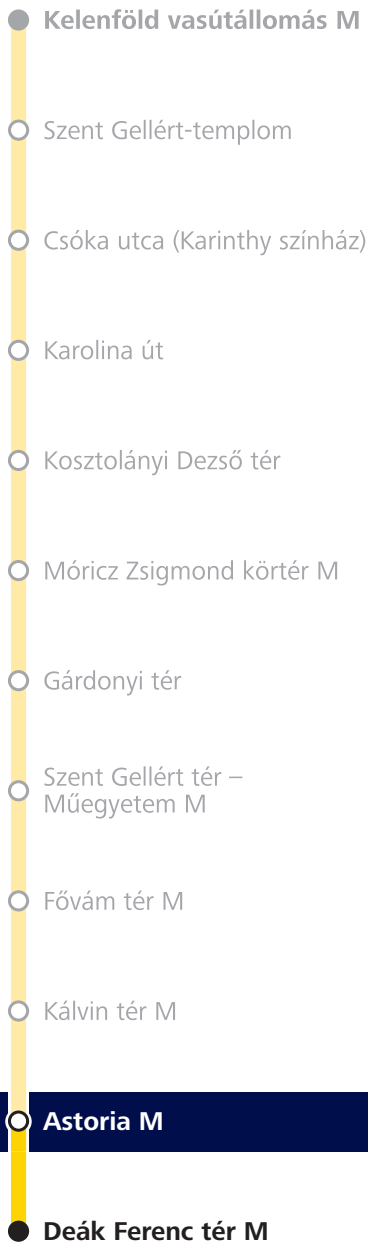 Kelenföld vasútállomás M
Szent Gellért-templom
Csóka utca (Karinthy színház)
Karolina út
Kosztolányi Dezső tér
Móricz Zsigmond körtér M
Gárdonyi tér
Szent Gellért tér –
Műegyetem M
Fővám tér M
Kálvin tér M
Astoria M
Deák Ferenc tér M